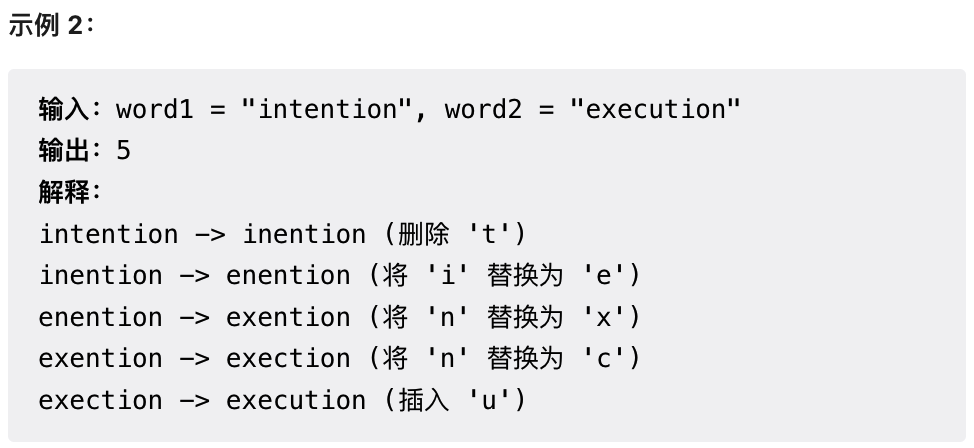 示例 2：
输入：word1 = "intention", word2 = "execution"
输出：5
解释：
intention -> inention (删除 't')
inention -> enention (将 'i' 替换为 'e')
enention -> exention (将 'n' 替换为 'x')
exention -> exection (将 'n' 替换为 'c')
exection -> execution (插入 'u')